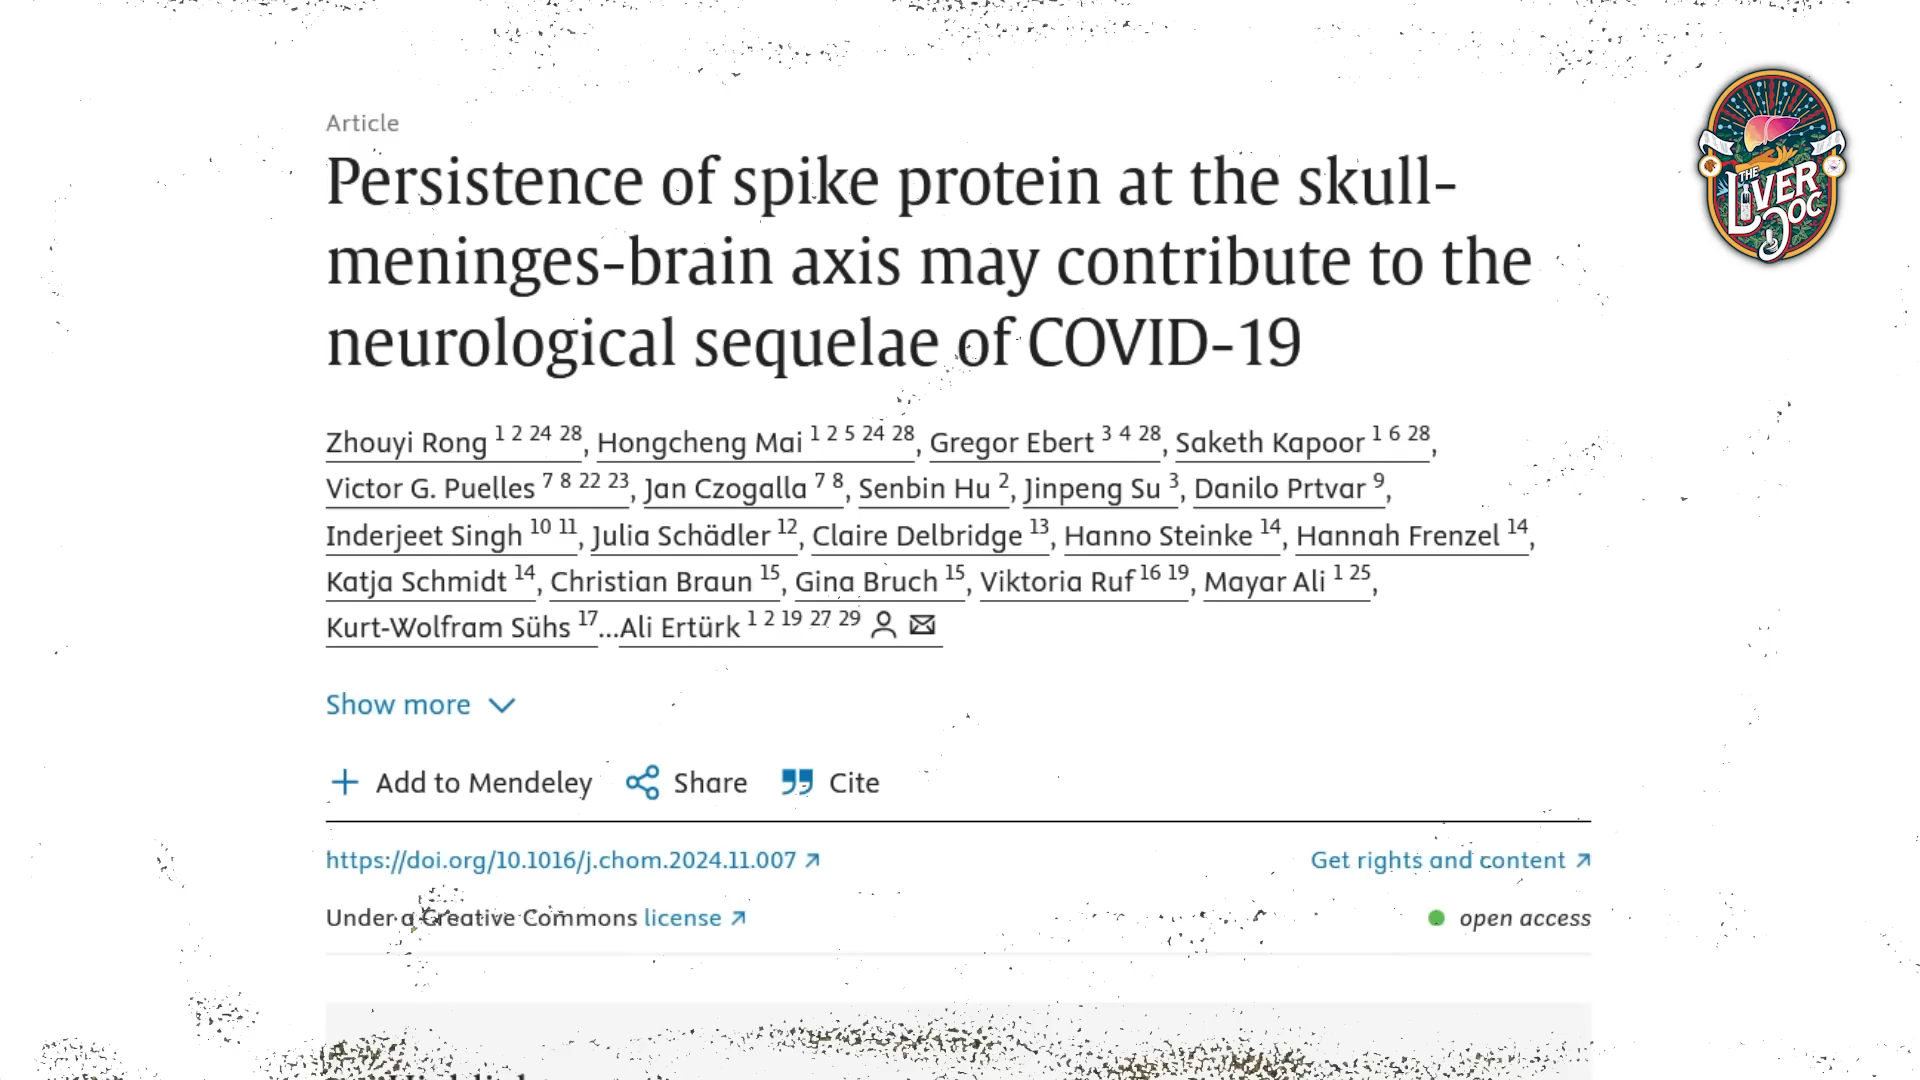 Article
Persistence of spike protein at the skull-
meninges-brain axis may contribute to the
neurological sequelae of COVID-19
Zhouyi Rong 1 2 24 28, Hongcheng Mai 1 2 5 24 28, Gregor Ebert 3 4 28, Saketh Kapoor 1 6 28,
Victor G. Puelles 7 8 22 23, Jan Czogalla 7 8, Senbin Hu 2, Jinpeng Su 3, Danilo Prtvar 9,
Inderjeet Singh 10 11, Julia Schädler 12, Claire Delbridge 13, Hanno Steinke 14, Hannah Frenzel 14,
Katja Schmidt 14, Christian Braun 15, Gina Bruch 15, Viktoria Ruf 16 19, Mayar Ali 1 25,
Kurt-Wolfram Sühs 17...Ali Ertürk 1 2 19 27 29
Show more
Add to Mendeley Share Cite
https://doi.org/10.1016/j.chom.2024.11.007 Get rights and content
Under a Creative Commons license open access
THE
LIVER
DOC